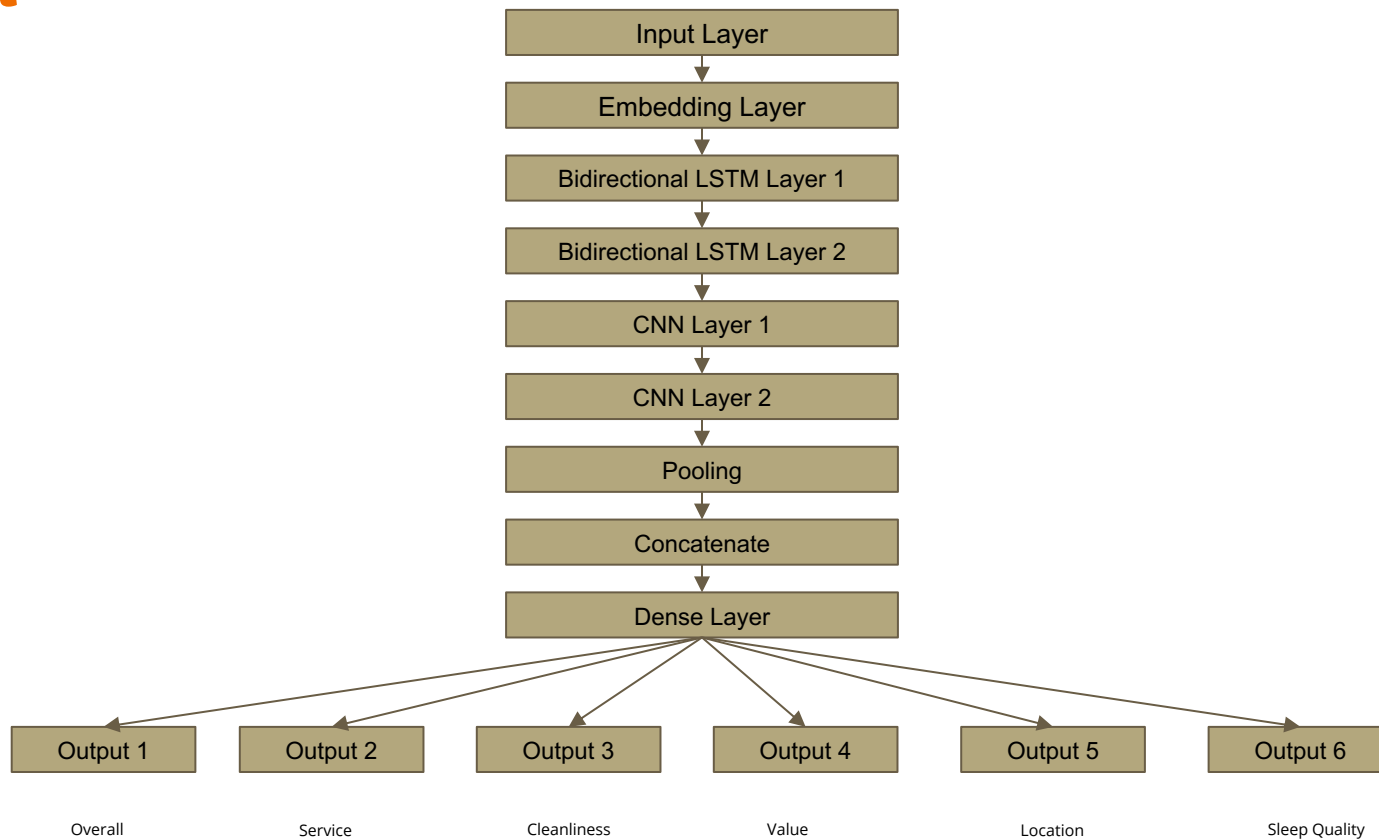 Input Layer
Embedding Layer
Bidirectional LSTM Layer 1
Bidirectional LSTM Layer 2
CNN Layer 1
CNN Layer 2
Pooling
Concatenate
Dense Layer
Output 1 Output 2 Output 3 Output 4 Output 5 Output 6
Overall Service Cleanliness Value Location Sleep Quality